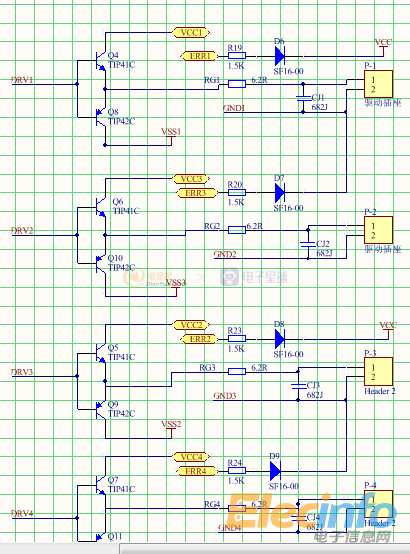 VCC1
Q4
TIP41C
ERR1
R19
1.5K
D6
SF16-00
VCC
DRV1
RG1
6.2R
P-1
1
2
CJ1
682J
GND1
驱动插座
Q8
TIP42C
VSS1
VCC3
ERR3
R20
1.5K
D7
SF16-00
Q6
TIP41C
DRV2
RG2
6.2R
P-2
1
2
CJ2
682J
GND2
驱动插座
Q10
TIP42C
电子星球
VSS3
VCC2
ERR2
R23
1.5K
D8
SF16-00
VCC
Q5
TIP41C
DRV3
RG3
6.2R
P-3
1
2
CJ3
682J
GND3
Header 2
Q9
TIP42C
VSS2
VCC4
ERR4
R24
1.5K
D9
SF16-00
Q7
TIP41C
DRV4
RG4
6.2R
P-4
1
2
CJ4
682J
GND4
Header 2
Q11
Elecinfo
电子信息网